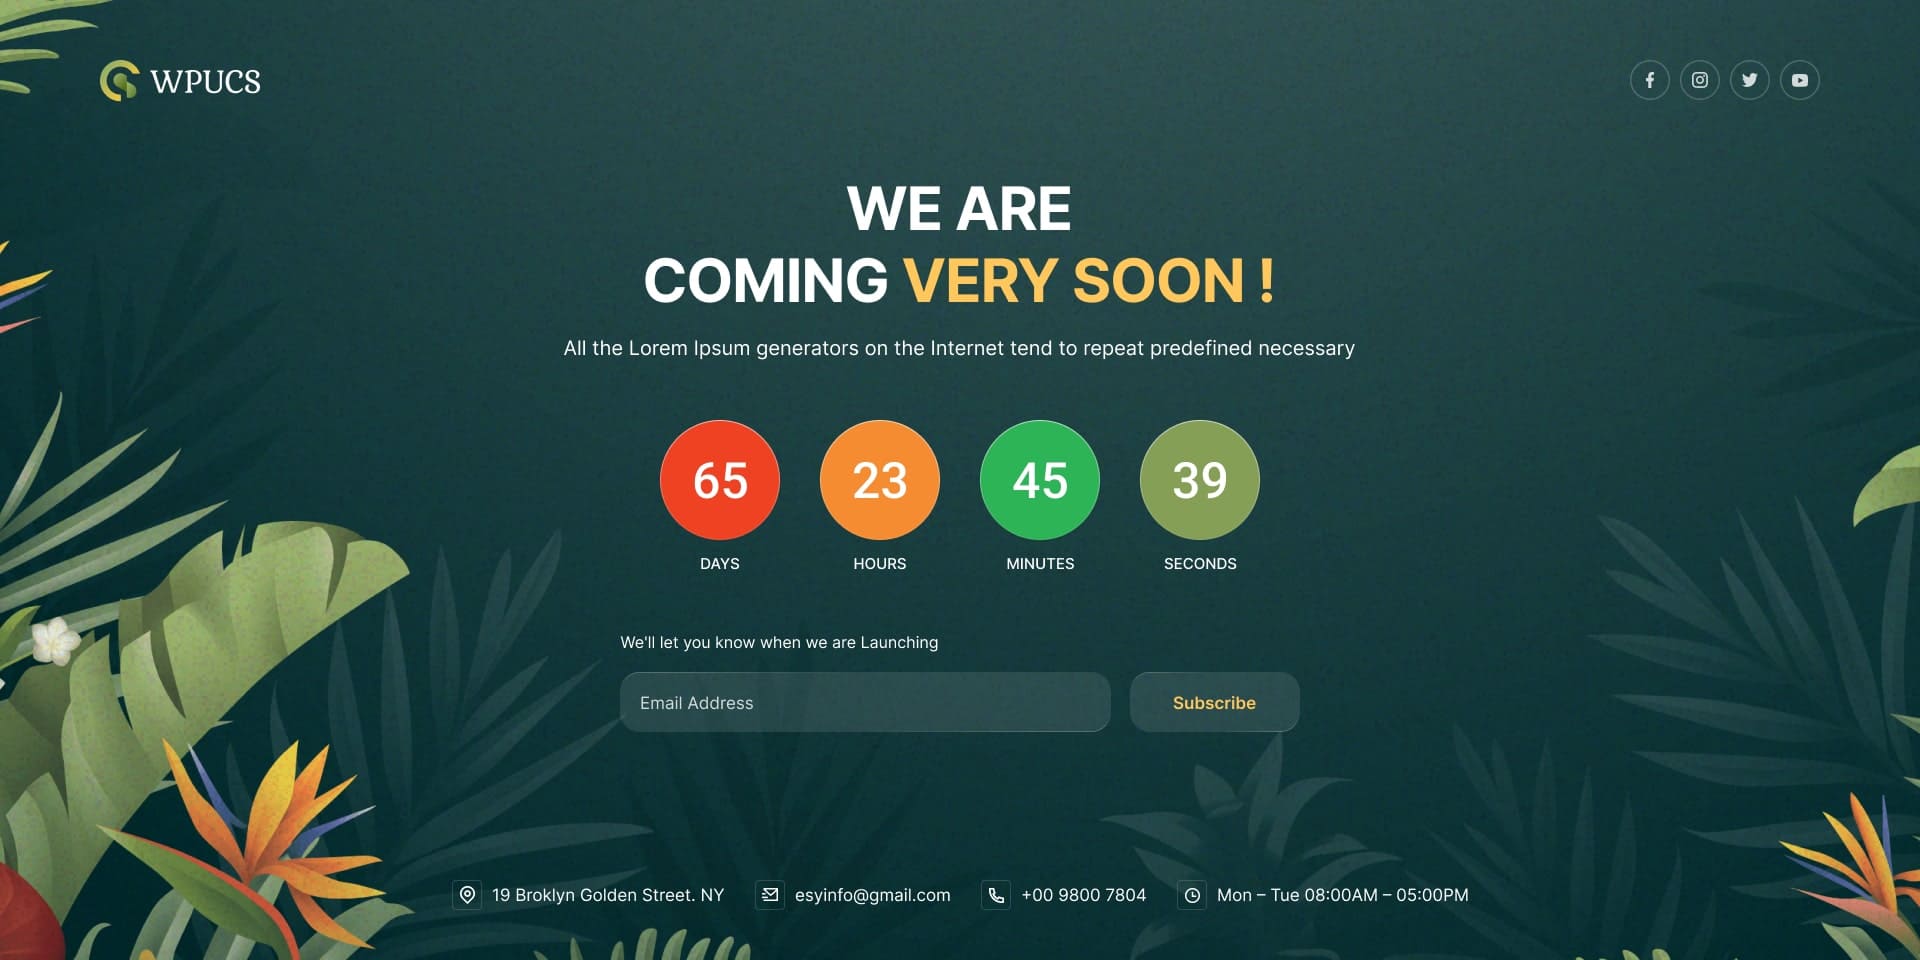 WPUCS
WE ARE
COMING VERY SOON !
All the Lorem Ipsum generators on the Internet tend to repeat predefined necessary
65 23 45 39
DAYS HOURS MINUTES SECONDS
We'll let you know when we are Launching
Email Address Subscribe
19 Broklyn Golden Street. NY esyinfo@gmail.com +00 9800 7804 Mon – Tue 08:00AM – 05:00PM